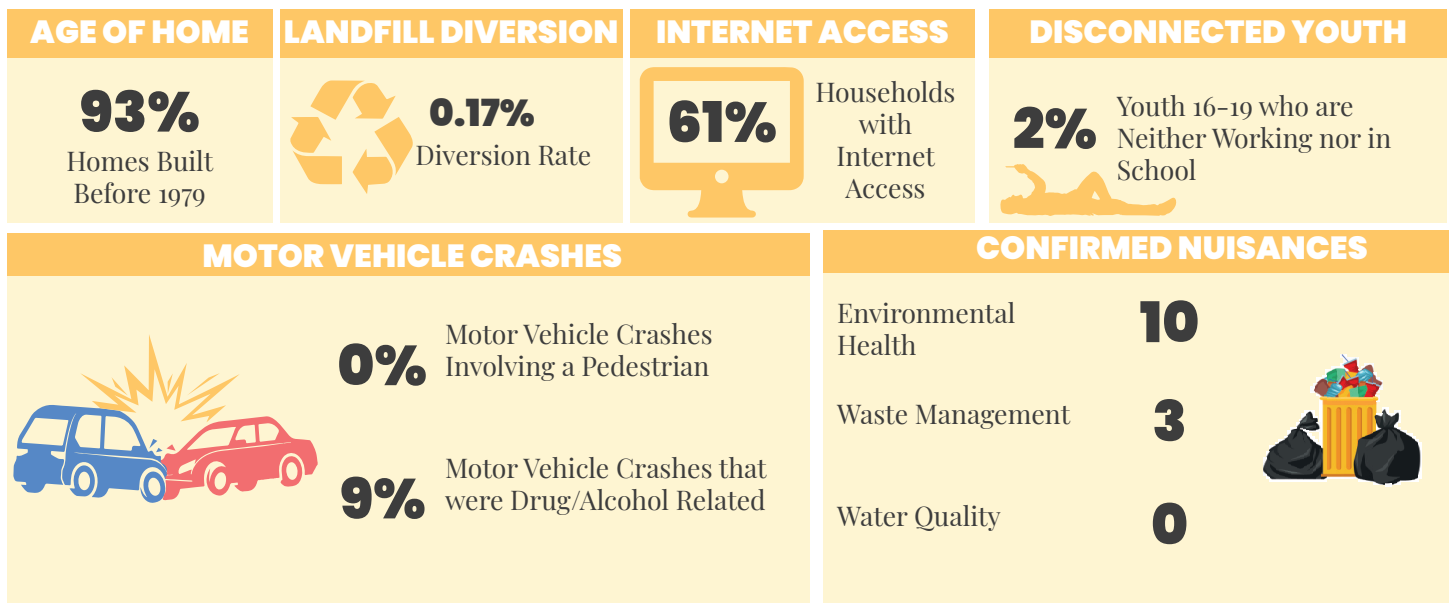 AGE OF HOME
93%
Homes Built
Before 1979
LANDFILL DIVERSION
0.17%
Diversion Rate
INTERNET ACCESS
61%
Households
with
Internet
Access
DISCONNECTED YOUTH
2%
Youth 16-19 who are
Neither Working nor in
School
MOTOR VEHICLE CRASHES
0%
Motor Vehicle Crashes
Involving a Pedestrian
9%
Motor Vehicle Crashes that
were Drug/Alcohol Related
CONFIRMED NUISANCES
Environmental
Health
10
Waste Management
3
Water Quality
0